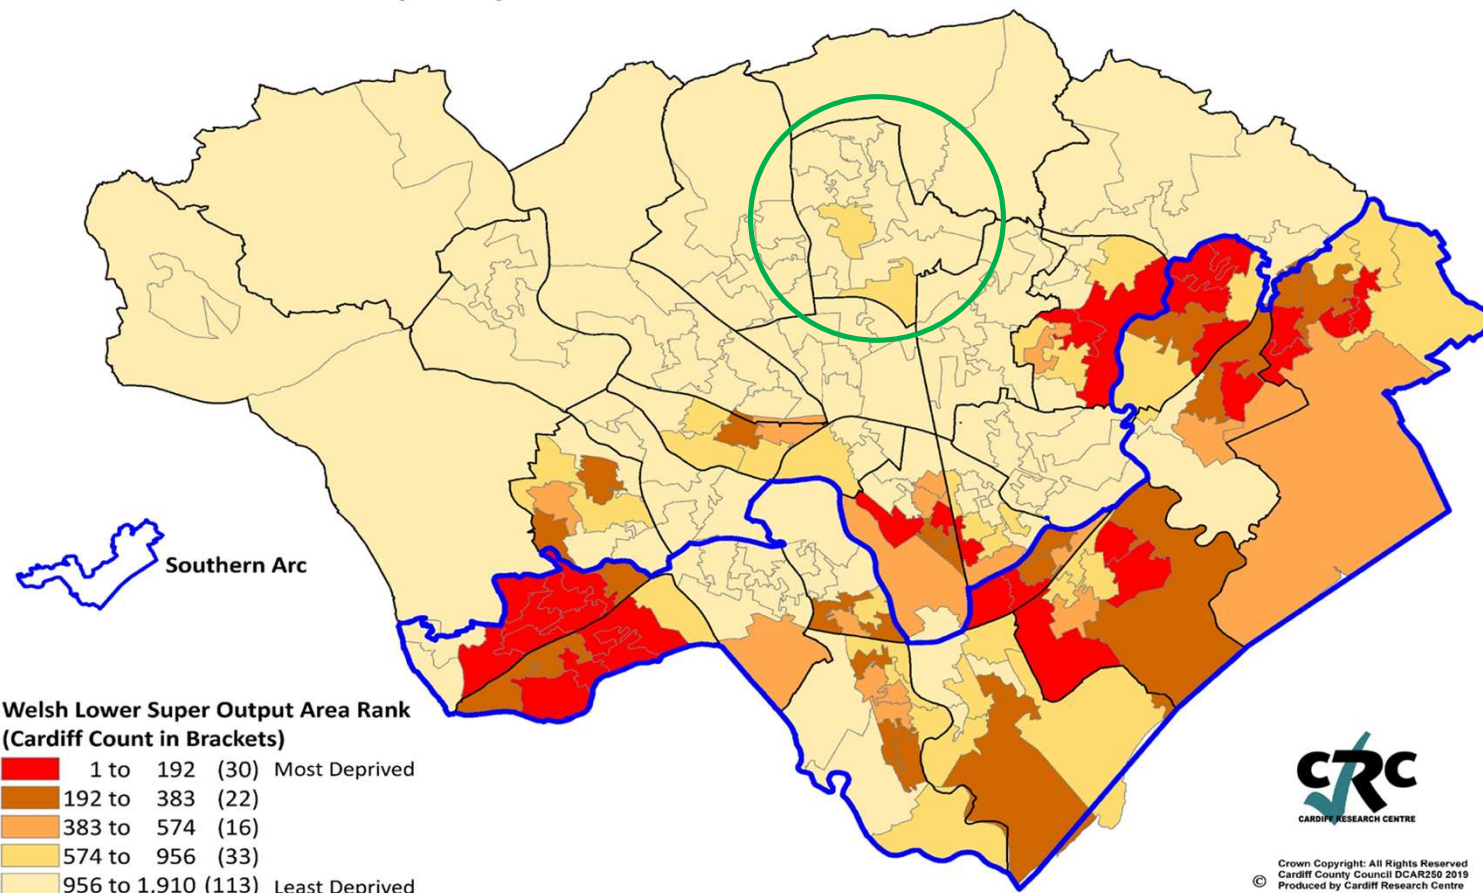 Southern Arc
Welsh Lower Super Output Area Rank
(Cardiff Count in Brackets)
1 to 192 (30) Most Deprived
192 to 383 (22)
383 to 574 (16)
574 to 956 (33)
956 to 1,910 (113) Least Deprived
CRC
CARDIFF RESEARCH CENTRE
Crown Copyright: All Rights Reserved
Cardiff County Council DCAR250 2019
© Produced by Cardiff Research Centre